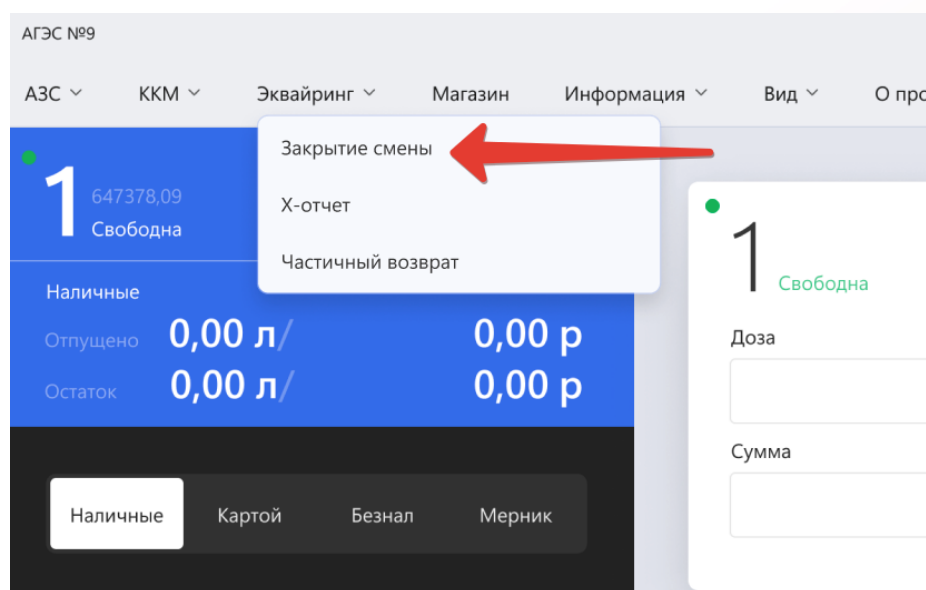 АГЭС №9
АЗС ККМ Эквайринг Магазин Информация Вид О
Закрытие смены
Х-отчет
Частичный возврат
1 647378,09
Свободна
Наличные
Отпущено 0,00 л/ 0,00 р
Остаток 0,00 л/ 0,00 р
Наличные Картой Безнал Мерник
1 Свободна
Доза
Сумма